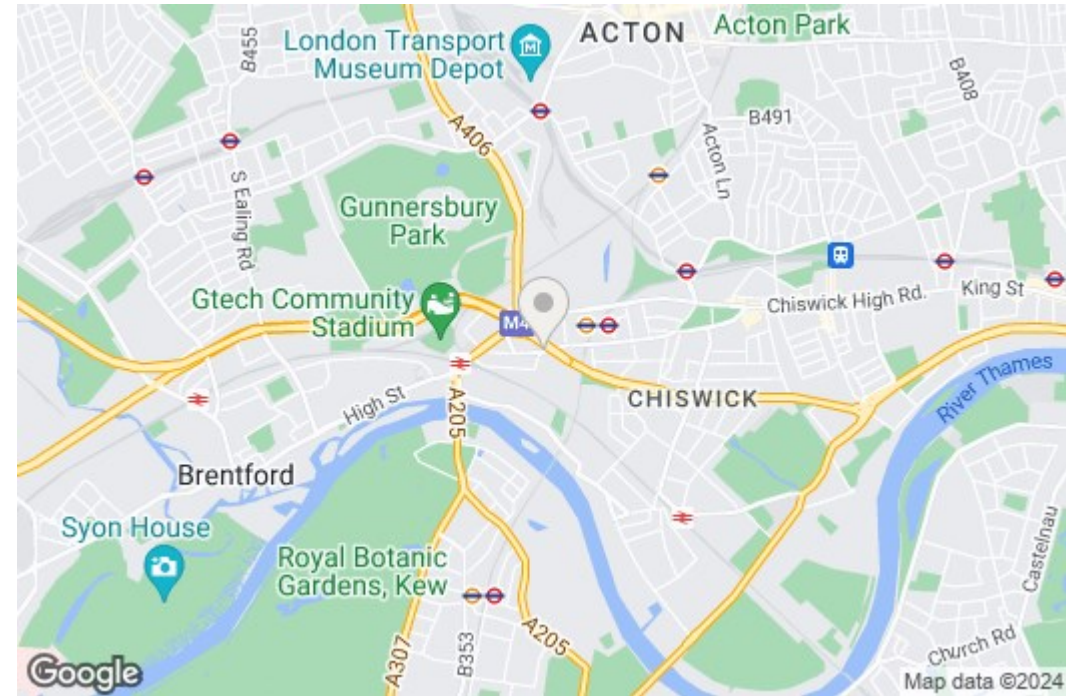 ACTON
Acton Park
London Transport
Museum Depot
B455
B408
B491
A406
Acton Ln
S Ealing Rd
Gunnersbury
Park
Gtech Community
Stadium
Chiswick High Rd.
King St
CHISWICK
River Thames
High St
A205
Brentford
Syon House
Royal Botanic
Gardens, Kew
Castelnau
A205
A307
B353
Church Rd
Google
Map data ©2024